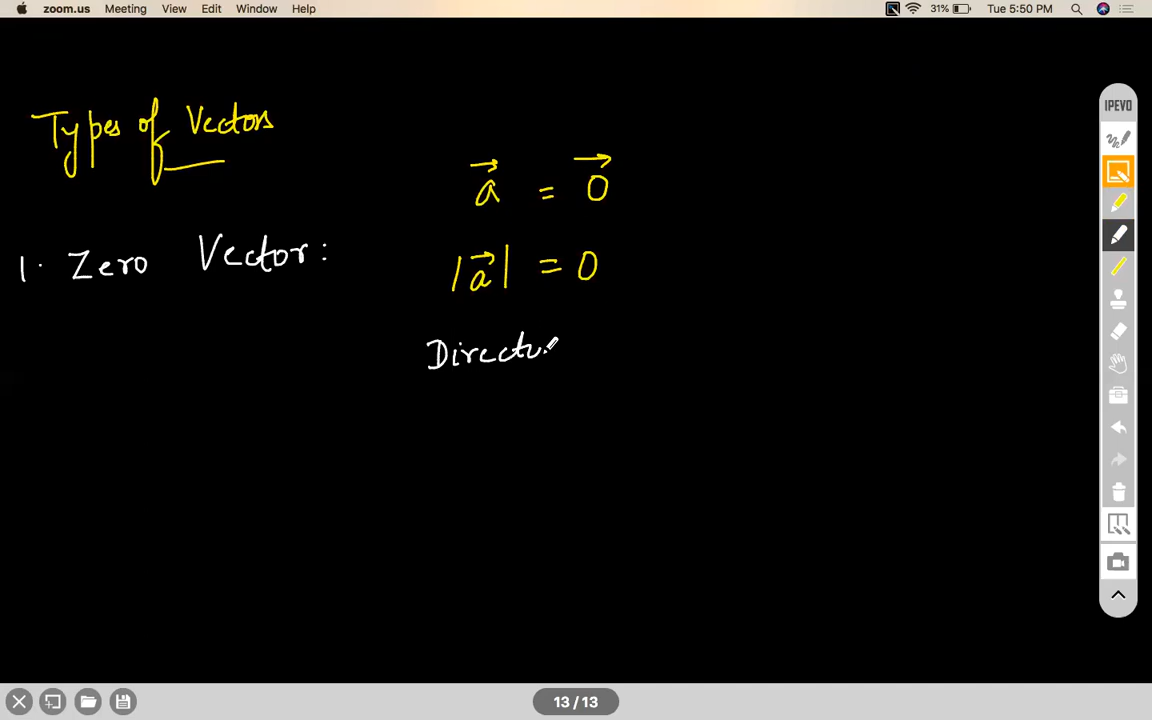 zoom.us Meeting View Edit Window Help 31% Tue 5:50 PM
IPEVO
Types of Vectors
a⃗ = 0⃗
1. Zero Vector:
|a⃗| = 0
Directi
13 / 13